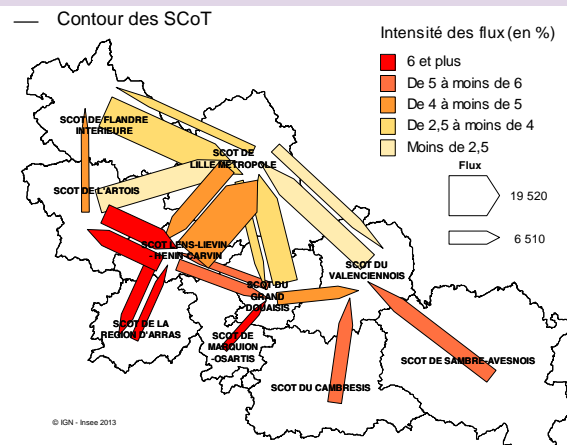 Contour des SCoT
Intensité des flux (en %)
6 et plus
De 5 à moins de 6
De 4 à moins de 5
De 2,5 à moins de 4
Moins de 2,5
Flux
19 520
6 510
SCOT DE FLANDRE
INTERIEURE
SCOT DE
LILLE METROPOLE
SCOT DE L'ARTOIS
SCOT LENS-LIEVIN-
-HENIN-CARVIN
SCOT DU
VALENCIENNOIS
SCOT DU
GRAND
DOUAISIS
SCOT DE LA
REGION D'ARRAS
SCOT DE
MARQUION
-OSARTIS
SCOT DE SAMBRE-AVESNOIS
SCOT DU CAMBRESIS
© IGN - Insee 2013